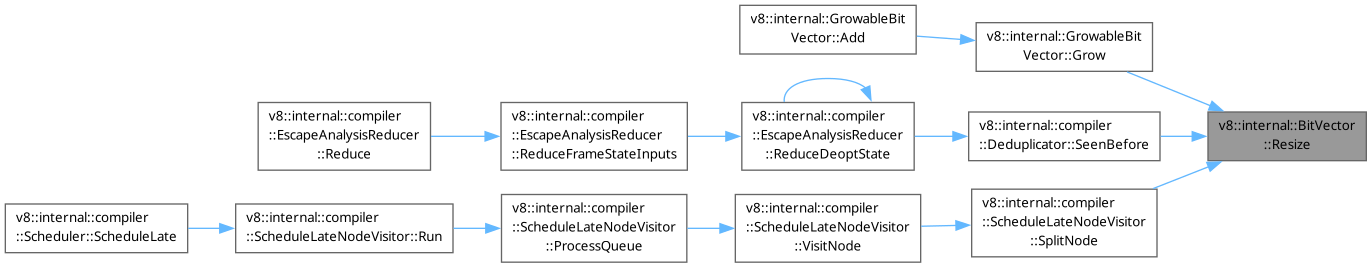 v8::internal::GrowableBit
Vector::Add
v8::internal::GrowableBit
Vector::Grow
v8::internal::compiler
::EscapeAnalysisReducer
::Reduce
v8::internal::compiler
::EscapeAnalysisReducer
::ReduceFrameStateInputs
v8::internal::compiler
::EscapeAnalysisReducer
::ReduceDeoptState
v8::internal::compiler
::Deduplicator::SeenBefore
v8::internal::BitVector
::Resize
v8::internal::compiler
::Scheduler::ScheduleLate
v8::internal::compiler
::ScheduleLateNodeVisitor::Run
v8::internal::compiler
::ScheduleLateNodeVisitor
::ProcessQueue
v8::internal::compiler
::ScheduleLateNodeVisitor
::VisitNode
v8::internal::compiler
::ScheduleLateNodeVisitor
::SplitNode